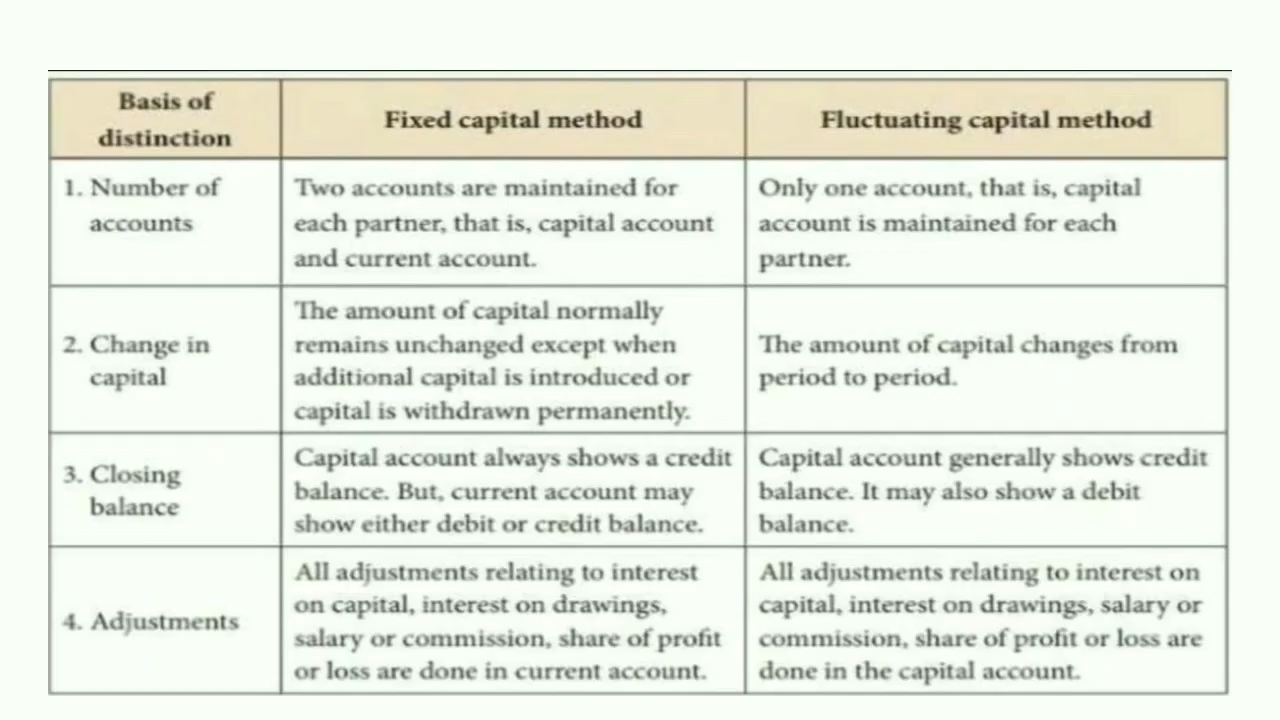 Basis of
distinction
Fixed capital method
Fluctuating capital method
1. Number of
accounts
Two accounts are maintained for
each partner, that is, capital account
and current account.
Only one account, that is, capital
account is maintained for each
partner.
2. Change in
capital
The amount of capital normally
remains unchanged except when
additional capital is introduced or
capital is withdrawn permanently.
The amount of capital changes from
period to period.
3. Closing
balance
Capital account always shows a credit
balance. But, current account may
show either debit or credit balance.
Capital account generally shows credit
balance. It may also show a debit
balance.
4. Adjustments
All adjustments relating to interest
on capital, interest on drawings,
salary or commission, share of profit
or loss are done in current account.
All adjustments relating to interest on
capital, interest on drawings, salary or
commission, share of profit or loss are
done in the capital account.